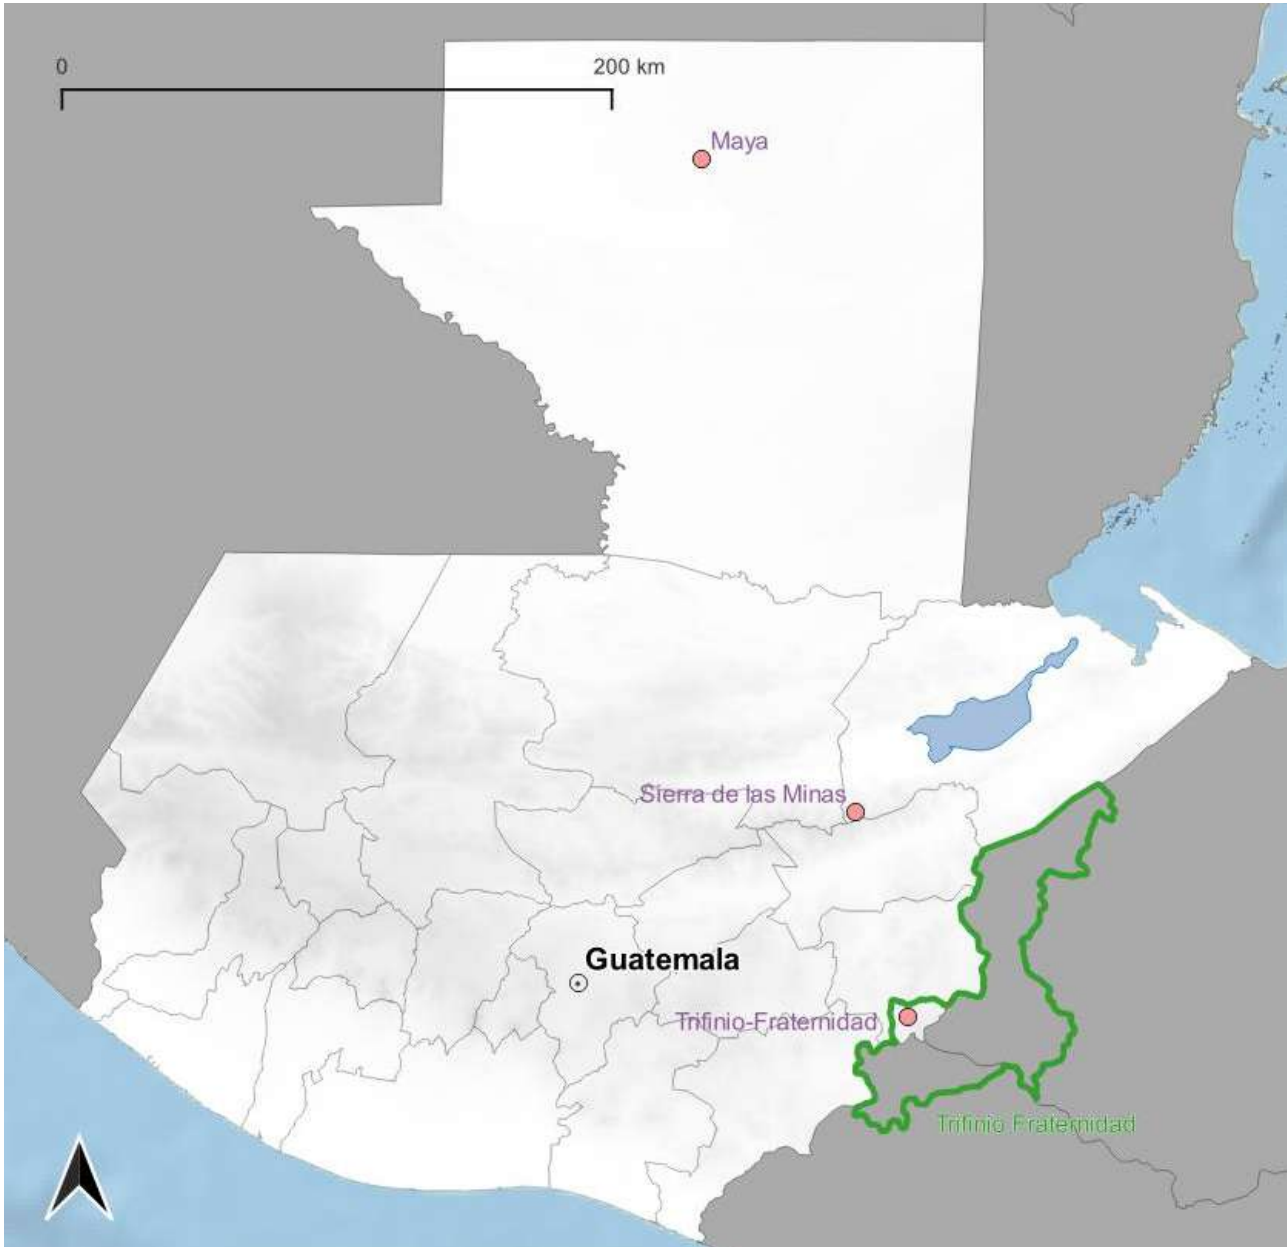 0
200 km
Maya
Sierra de las Minas
Guatemala
Trifinio-Fraternidad
Trifinio Fraternidad